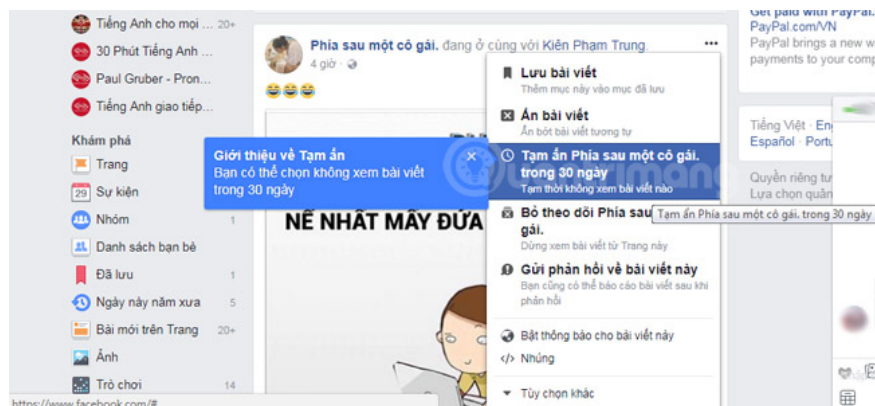 Tiếng Anh cho mọi ... 20+
30 Phút Tiếng Anh ...
Paul Gruber - Pron...
Tiếng Anh giao tiếp...
Khám phá
Trang
29 Sự kiện
Nhóm 1
Danh sách bạn bè
Đã lưu 1
Ngày này năm xưa 5
Bài mới trên Trang 20+
Ảnh
Trò chơi 14
https://www.facebook.com/#
Phía sau một cô gái. đang ở cùng với Kiên Phạm Trung.
4 giờ
Giới thiệu về Tạm ẩn
Bạn có thể chọn không xem bài viết
trong 30 ngày
NỂ NHẤT MẤY ĐỨA
Lưu bài viết
Thêm mục này vào mục đã lưu
Ẩn bài viết
Ẩn bớt bài viết tương tự
Tạm ẩn Phía sau một cô gái.
trong 30 ngày
Tạm thời không xem bài viết nào
Bỏ theo dõi Phía sau
gái.
Dừng xem bài viết từ Trang này
Tạm ẩn Phía sau một cô gái. trong 30 ngày
Gửi phản hồi về bài viết này
Bạn cũng có thể báo cáo bài viết sau khi
phản hồi
Bật thông báo cho bài viết này
</> Nhúng
Tùy chọn khác
Get paid with PayPal.
PayPal.com/VN
PayPal brings a new w
payments to your comp
Tiếng Việt · En
Español · Portu
Quyền riêng tư
Lựa chọn quản